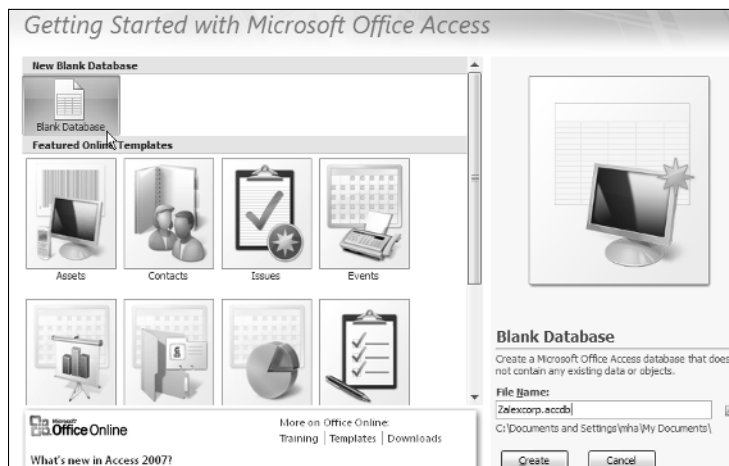 Getting Started with Microsoft Office Access
New Blank Database
Blank Database
Featured Online Templates
Assets
Contacts
Issues
Events
Microsoft
Office Online
More on Office Online:
Training | Templates | Downloads
What's new in Access 2007?
Blank Database
Create a Microsoft Office Access database that does
not contain any existing data or objects.
File Name:
Zalexcorp.accdb
C:\Documents and Settings\mha\My Documents\
Create
Cancel